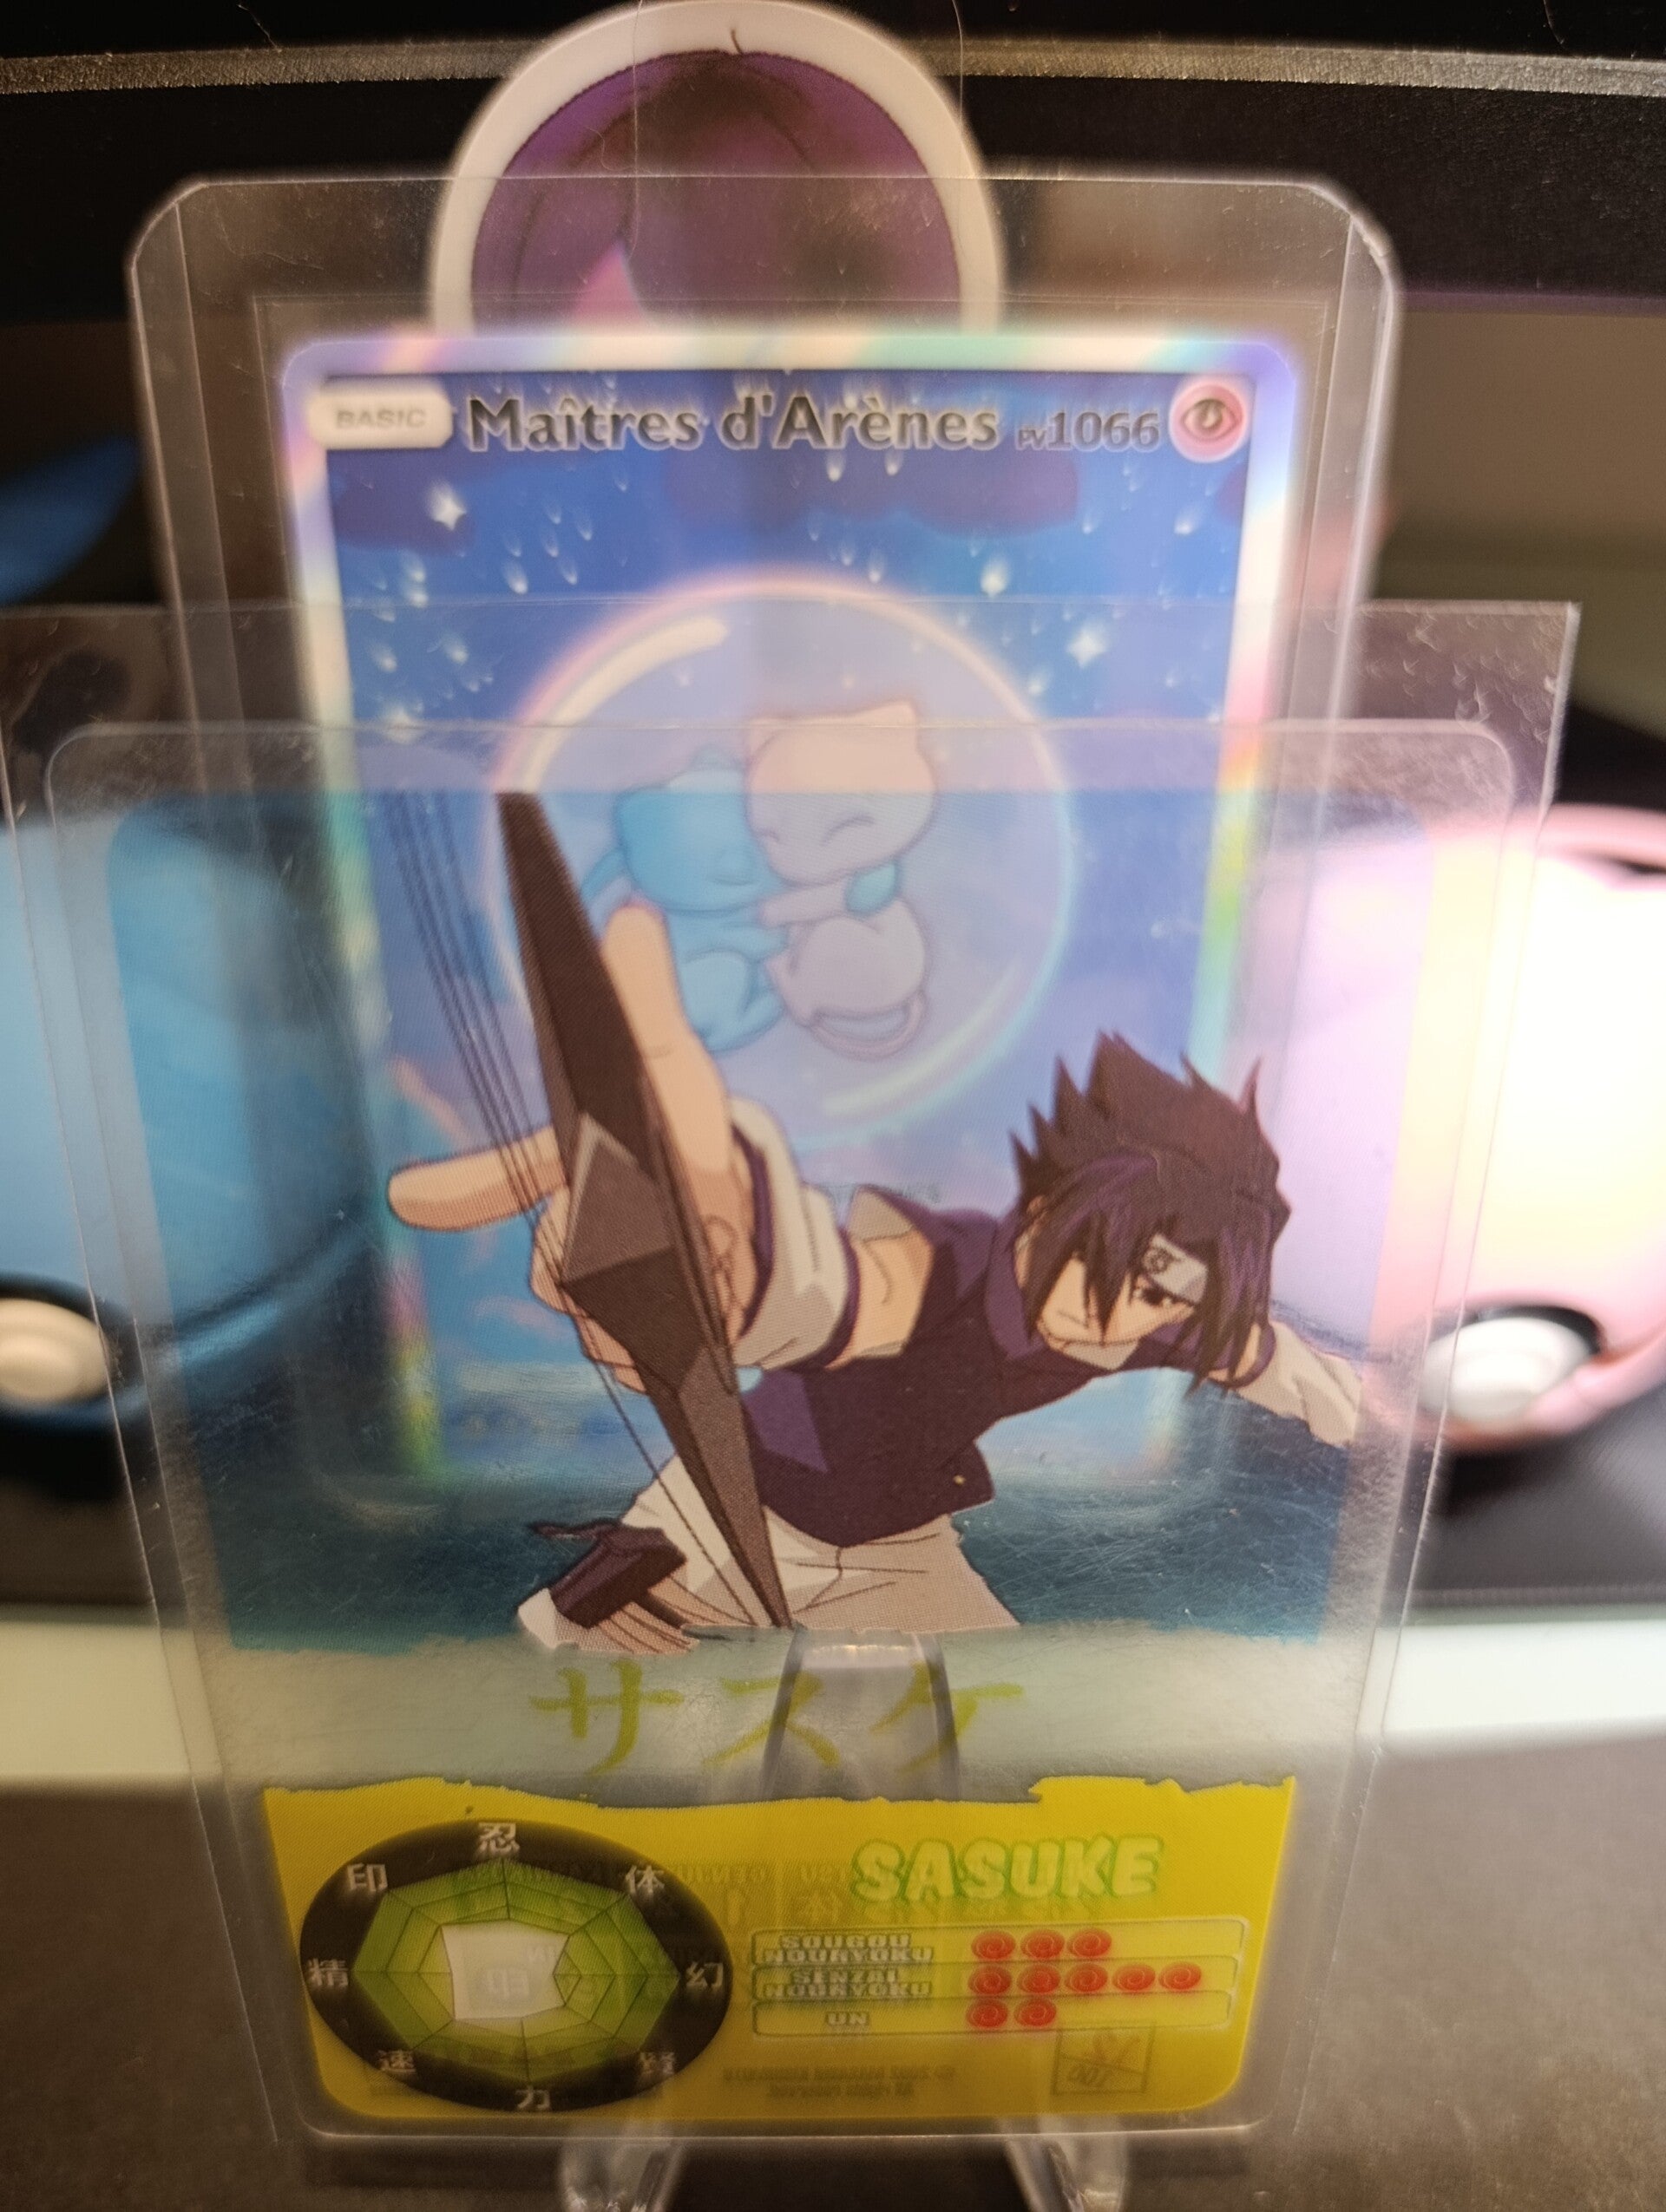 BASIC Maîtres d'Arènes PV1066
サスケ
忍
印 体
SASUKE
SOUGOU
NOURYOKU
精 幻
SENZAI
NOURYOKU
UN
速 賢
力